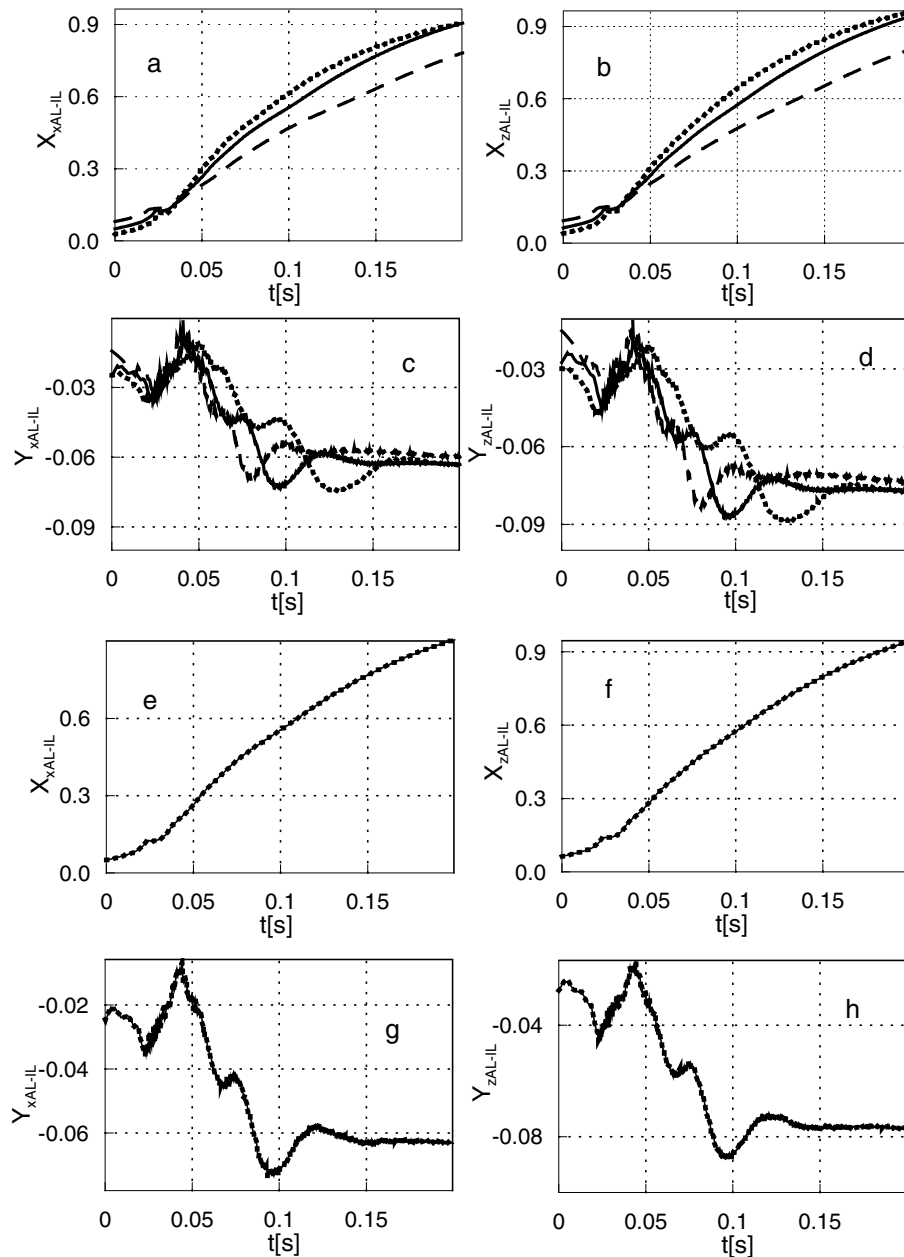 0.9
0.6
0.3
0.0
X_xAL-IL
a
0 0.05 0.1 0.15
t[s]
0.9
0.6
0.3
0.0
X_zAL-IL
b
0 0.05 0.1 0.15
t[s]
-0.03
-0.06
-0.09
Y_xAL-IL
c
0 0.05 0.1 0.15
t[s]
-0.03
-0.06
-0.09
Y_zAL-IL
d
0 0.05 0.1 0.15
t[s]
0.6
0.3
0.0
X_xAL-IL
e
0 0.05 0.1 0.15
t[s]
0.9
0.6
0.3
0.0
X_zAL-IL
f
0 0.05 0.1 0.15
t[s]
-0.02
-0.04
-0.06
Y_xAL-IL
g
0 0.05 0.1 0.15
t[s]
-0.04
-0.08
Y_zAL-IL
h
0 0.05 0.1 0.15
t[s]